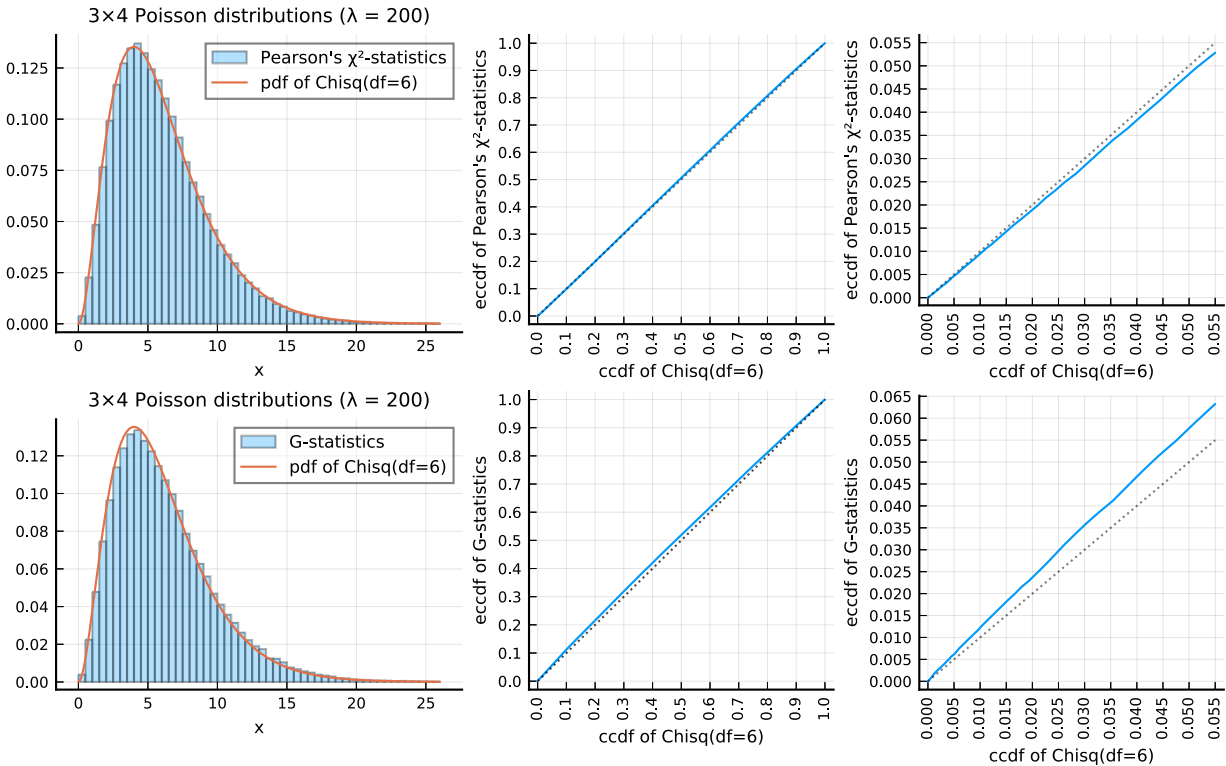 3×4 Poisson distributions (λ = 200)
Pearson's χ²-statistics
pdf of Chisq(df=6)
0.125
0.100
0.075
0.050
0.025
0.000
0 5 10 15 20 25
x
eccdf of Pearson's χ²-statistics
1.0
0.9
0.8
0.7
0.6
0.5
0.4
0.3
0.2
0.1
0.0
0.0 0.1 0.2 0.3 0.4 0.5 0.6 0.7 0.8 0.9 1.0
ccdf of Chisq(df=6)
eccdf of Pearson's χ²-statistics
0.055
0.050
0.045
0.040
0.035
0.030
0.025
0.020
0.015
0.010
0.005
0.000
0.000 0.005 0.010 0.015 0.020 0.025 0.030 0.035 0.040 0.045 0.050 0.055
ccdf of Chisq(df=6)
3×4 Poisson distributions (λ = 200)
G-statistics
pdf of Chisq(df=6)
0.12
0.10
0.08
0.06
0.04
0.02
0.00
0 5 10 15 20 25
x
eccdf of G-statistics
1.0
0.9
0.8
0.7
0.6
0.5
0.4
0.3
0.2
0.1
0.0
0.0 0.1 0.2 0.3 0.4 0.5 0.6 0.7 0.8 0.9 1.0
ccdf of Chisq(df=6)
eccdf of G-statistics
0.065
0.060
0.055
0.050
0.045
0.040
0.035
0.030
0.025
0.020
0.015
0.010
0.005
0.000
0.000 0.005 0.010 0.015 0.020 0.025 0.030 0.035 0.040 0.045 0.050 0.055
ccdf of Chisq(df=6)